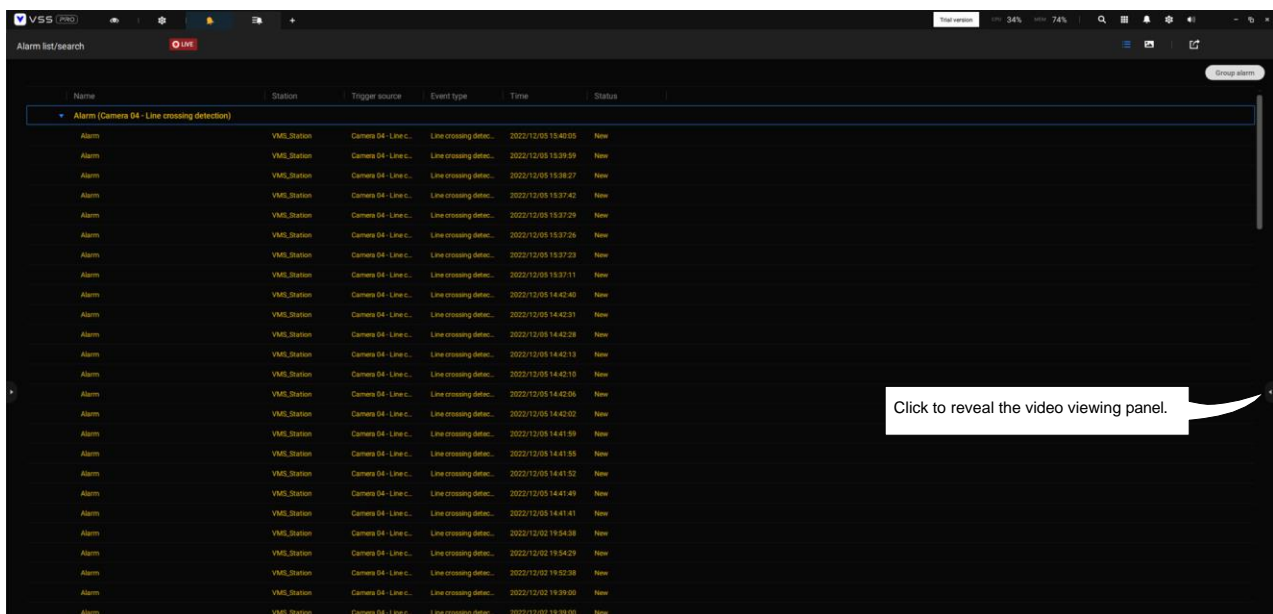 VSS PRO Trial version CPU 34% MEM 74%
Alarm list/search LIVE
Group alarm
Name Station Trigger source Event type Time Status
Alarm (Camera 04 - Line crossing detection)
Alarm VMS_Station Camera 04 - Line c... Line crossing detec... 2022/12/05 15:40:05 New
Alarm VMS_Station Camera 04 - Line c... Line crossing detec... 2022/12/05 15:39:59 New
Alarm VMS_Station Camera 04 - Line c... Line crossing detec... 2022/12/05 15:38:27 New
Alarm VMS_Station Camera 04 - Line c... Line crossing detec... 2022/12/05 15:37:42 New
Alarm VMS_Station Camera 04 - Line c... Line crossing detec... 2022/12/05 15:37:29 New
Alarm VMS_Station Camera 04 - Line c... Line crossing detec... 2022/12/05 15:37:26 New
Alarm VMS_Station Camera 04 - Line c... Line crossing detec... 2022/12/05 15:37:23 New
Alarm VMS_Station Camera 04 - Line c... Line crossing detec... 2022/12/05 15:37:11 New
Alarm VMS_Station Camera 04 - Line c... Line crossing detec... 2022/12/05 14:42:40 New
Alarm VMS_Station Camera 04 - Line c... Line crossing detec... 2022/12/05 14:42:31 New
Alarm VMS_Station Camera 04 - Line c... Line crossing detec... 2022/12/05 14:42:28 New
Alarm VMS_Station Camera 04 - Line c... Line crossing detec... 2022/12/05 14:42:13 New
Alarm VMS_Station Camera 04 - Line c... Line crossing detec... 2022/12/05 14:42:10 New
Alarm VMS_Station Camera 04 - Line c... Line crossing detec... 2022/12/05 14:42:06 New
Click to reveal the video viewing panel.
Alarm VMS_Station Camera 04 - Line c... Line crossing detec... 2022/12/05 14:42:02 New
Alarm VMS_Station Camera 04 - Line c... Line crossing detec... 2022/12/05 14:41:59 New
Alarm VMS_Station Camera 04 - Line c... Line crossing detec... 2022/12/05 14:41:55 New
Alarm VMS_Station Camera 04 - Line c... Line crossing detec... 2022/12/05 14:41:52 New
Alarm VMS_Station Camera 04 - Line c... Line crossing detec... 2022/12/05 14:41:49 New
Alarm VMS_Station Camera 04 - Line c... Line crossing detec... 2022/12/05 14:41:41 New
Alarm VMS_Station Camera 04 - Line c... Line crossing detec... 2022/12/02 19:54:38 New
Alarm VMS_Station Camera 04 - Line c... Line crossing detec... 2022/12/02 19:54:29 New
Alarm VMS_Station Camera 04 - Line c... Line crossing detec... 2022/12/02 19:52:38 New
Alarm VMS_Station Camera 04 - Line c... Line crossing detec... 2022/12/02 19:39:00 New
Alarm VMS_Station Camera 04 - Line c... Line crossing detec... 2022/12/02 19:39:00 New